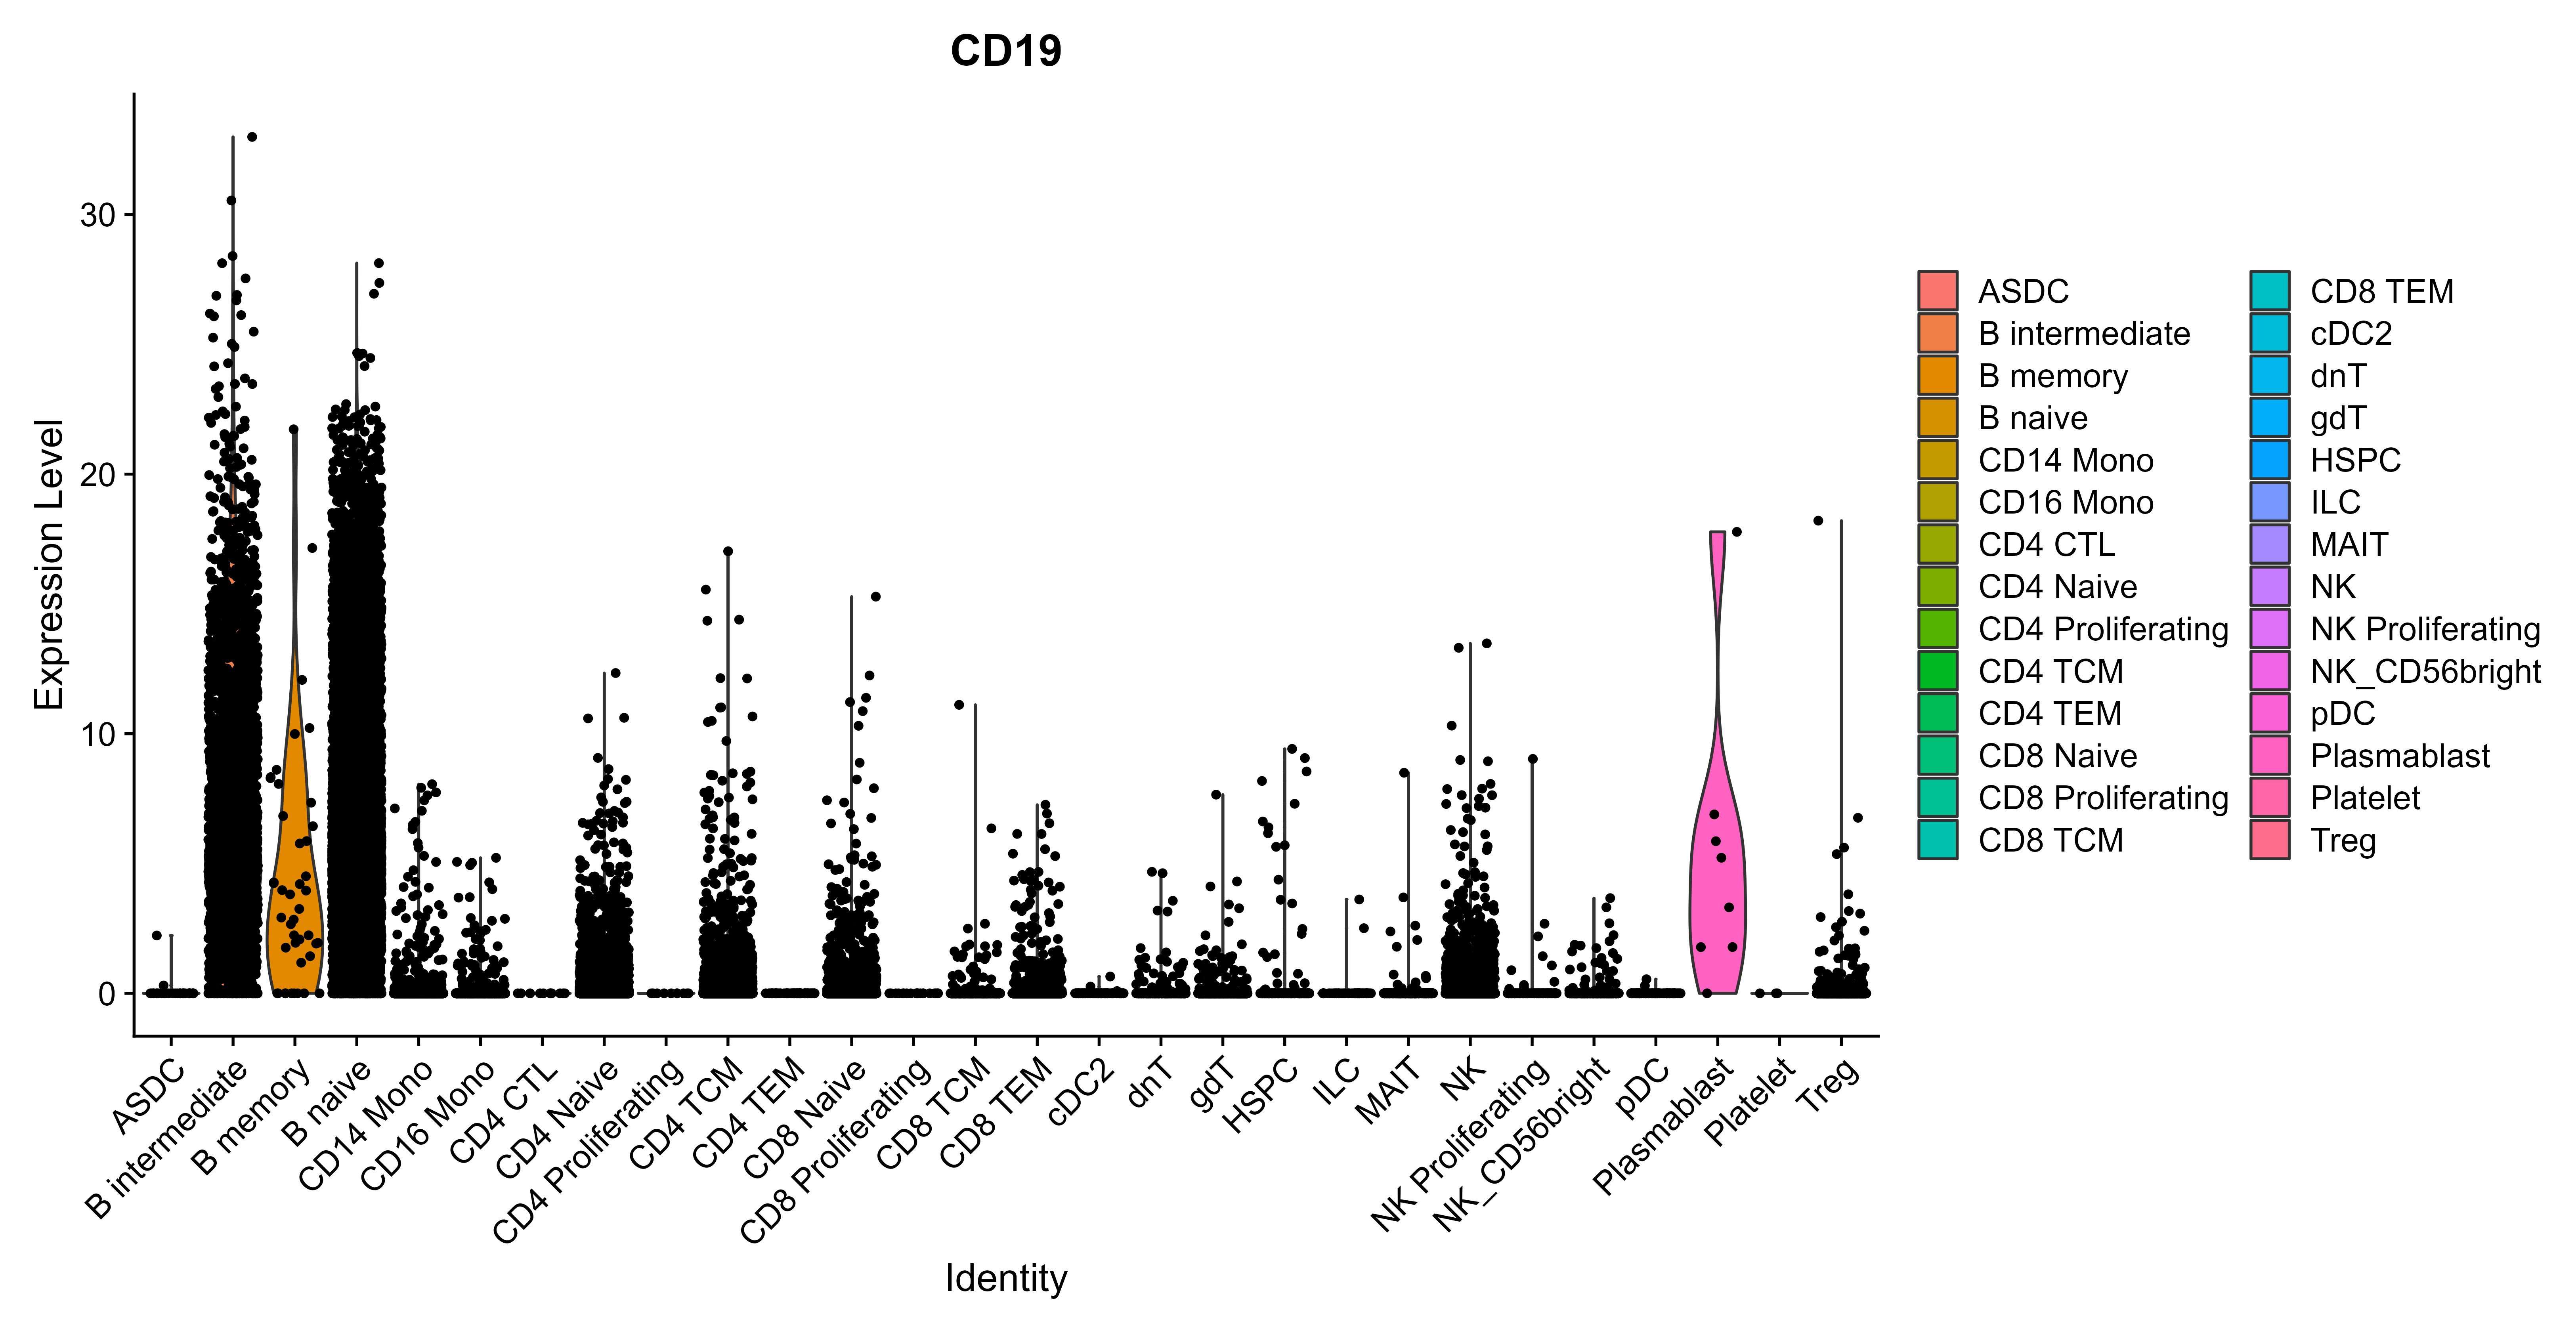 CD19
Expression Level
30
20
10
0
ASDC
B intermediate
B memory
B naive
CD14 Mono
CD16 Mono
CD4 CTL
CD4 Naive
CD4 Proliferating
CD4 TCM
CD4 TEM
CD8 Naive
CD8 Proliferating
CD8 TCM
CD8 TEM
cDC2
dnT
gdT
HSPC
ILC
MAIT
NK
NK Proliferating
NK_CD56bright
pDC
Plasmablast
Platelet
Treg
Identity
ASDC
B intermediate
B memory
B naive
CD14 Mono
CD16 Mono
CD4 CTL
CD4 Naive
CD4 Proliferating
CD4 TCM
CD4 TEM
CD8 Naive
CD8 Proliferating
CD8 TCM
CD8 TEM
cDC2
dnT
gdT
HSPC
ILC
MAIT
NK
NK Proliferating
NK_CD56bright
pDC
Plasmablast
Platelet
Treg